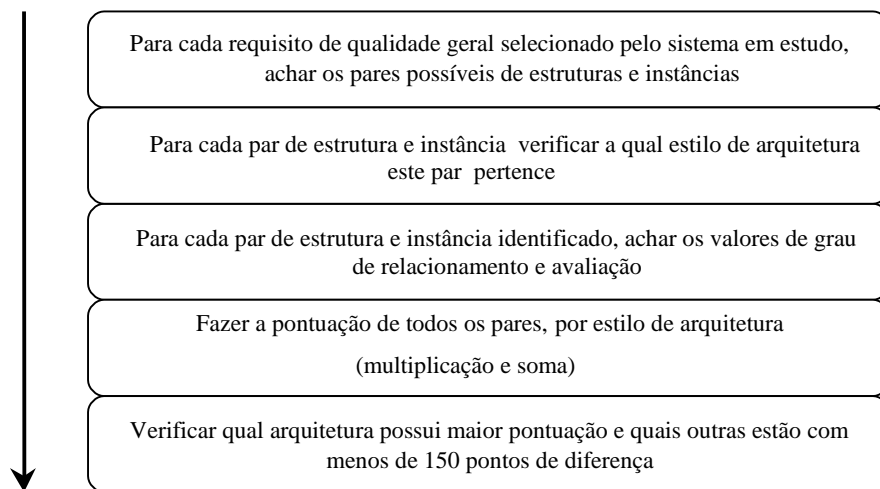 Para cada requisito de qualidade geral selecionado pelo sistema em estudo,
achar os pares possíveis de estruturas e instâncias
Para cada par de estrutura e instância verificar a qual estilo de arquitetura
este par pertence
Para cada par de estrutura e instância identificado, achar os valores de grau
de relacionamento e avaliação
Fazer a pontuação de todos os pares, por estilo de arquitetura
(multiplicação e soma)
Verificar qual arquitetura possui maior pontuação e quais outras estão com
menos de 150 pontos de diferença